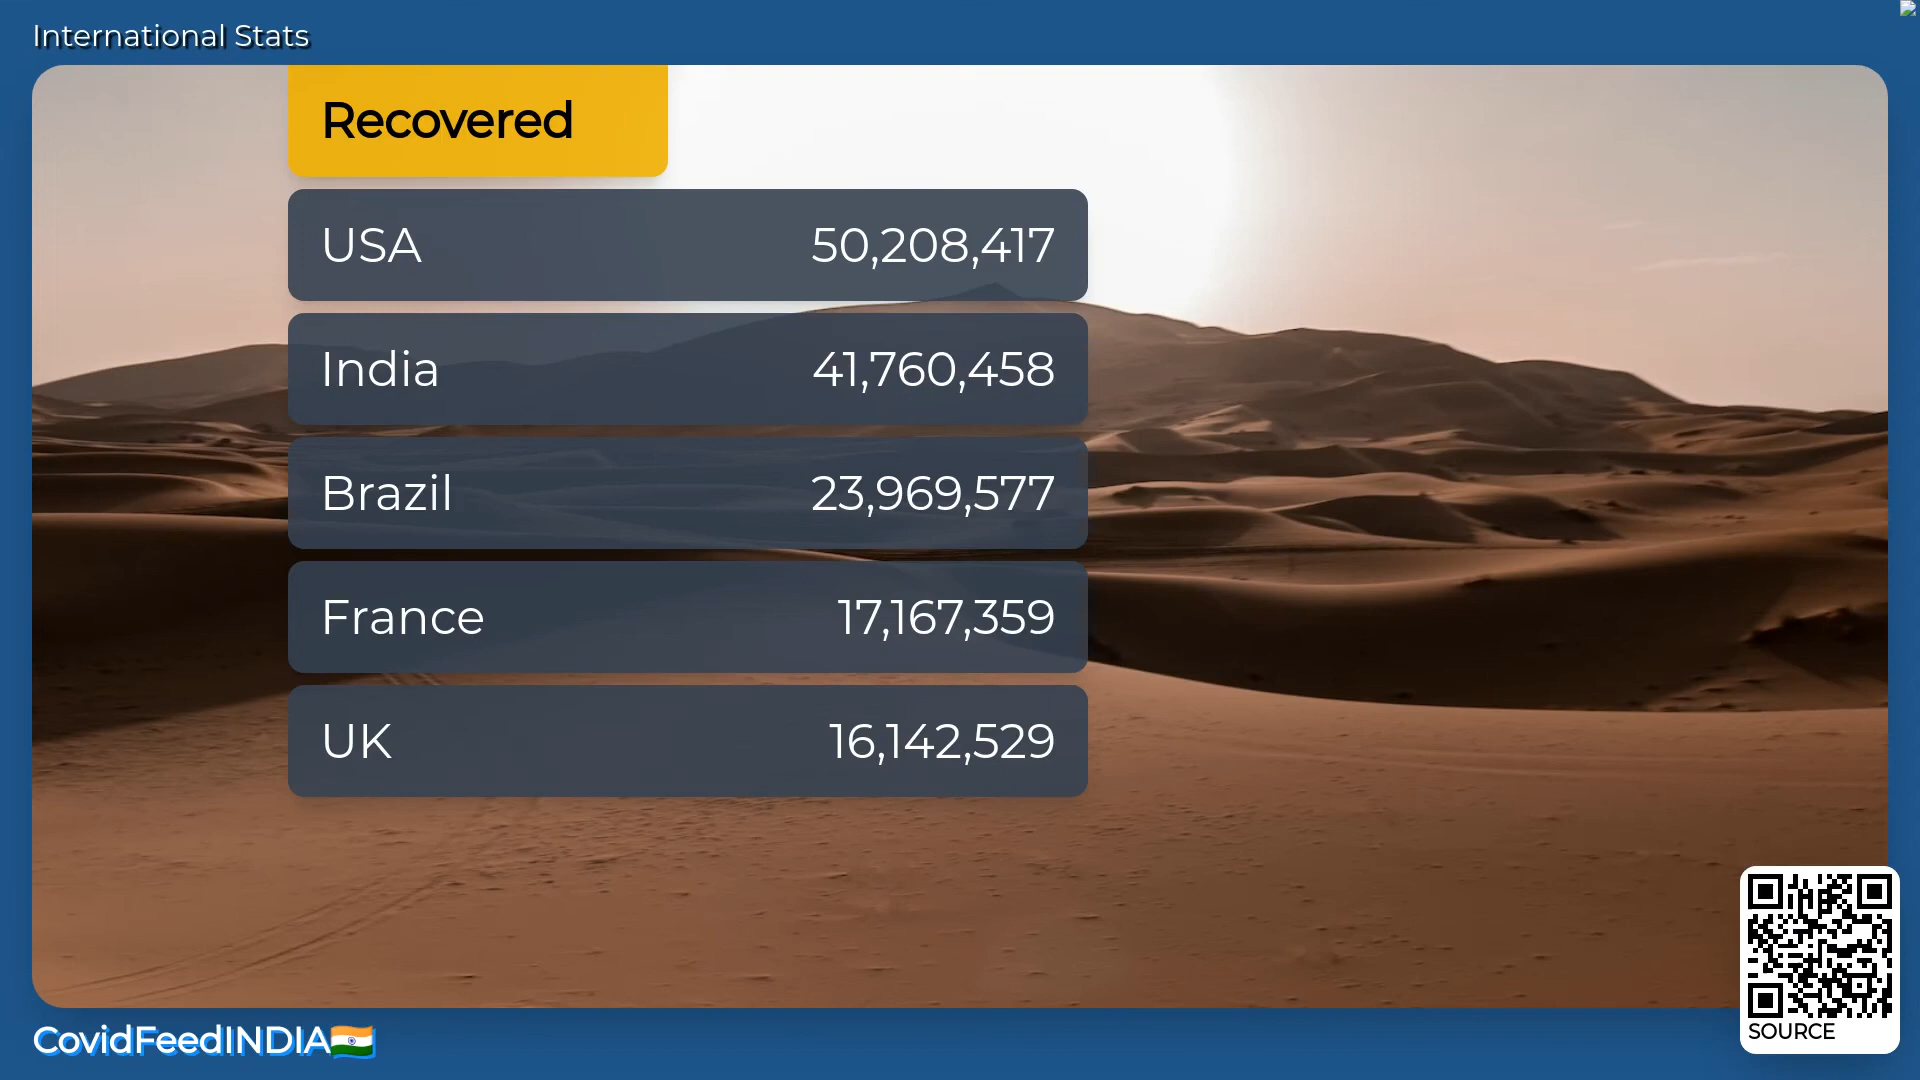 International Stats
Recovered
USA 50,208,417
India 41,760,458
Brazil 23,969,577
France 17,167,359
UK 16,142,529
SOURCE
CovidFeedINDIA🇮🇳